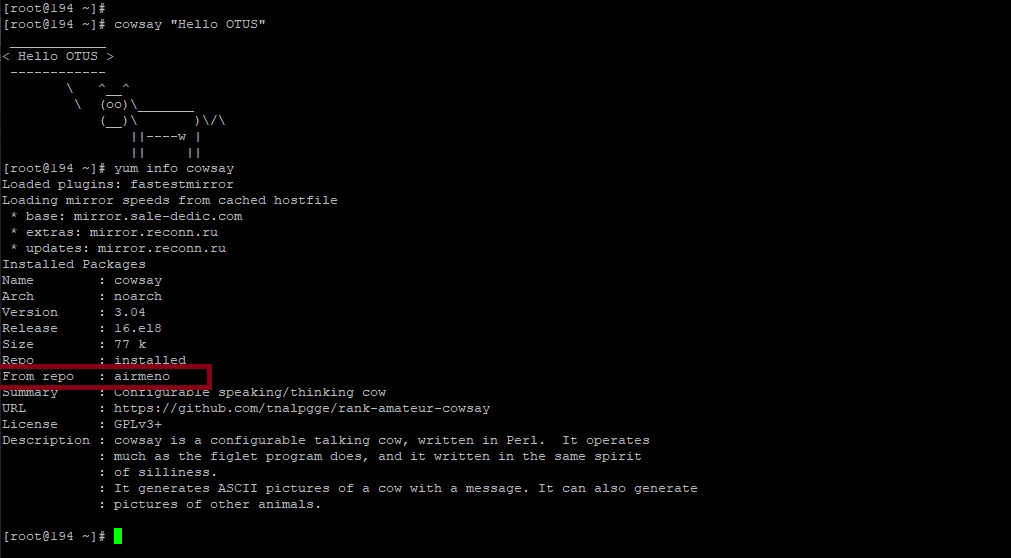 [root@194 ~]#
[root@194 ~]# cowsay "Hello OTUS"
 ____________
< Hello OTUS >
 ------------
        \   ^__^
         \  (oo)\_______
            (__)\       )\/\
                ||----w |
                ||     ||
[root@194 ~]# yum info cowsay
Loaded plugins: fastestmirror
Loading mirror speeds from cached hostfile
 * base: mirror.sale-dedic.com
 * extras: mirror.reconn.ru
 * updates: mirror.reconn.ru
Installed Packages
Name        : cowsay
Arch        : noarch
Version     : 3.04
Release     : 16.el8
Size        : 77 k
Repo        : installed
From repo   : airmeno
Summary     : Configurable speaking/thinking cow
URL         : https://github.com/tnalpgge/rank-amateur-cowsay
License     : GPLv3+
Description : cowsay is a configurable talking cow, written in Perl.  It operates
            : much as the figlet program does, and it written in the same spirit
            : of silliness.
            : It generates ASCII pictures of a cow with a message. It can also generate
            : pictures of other animals.
[root@194 ~]#